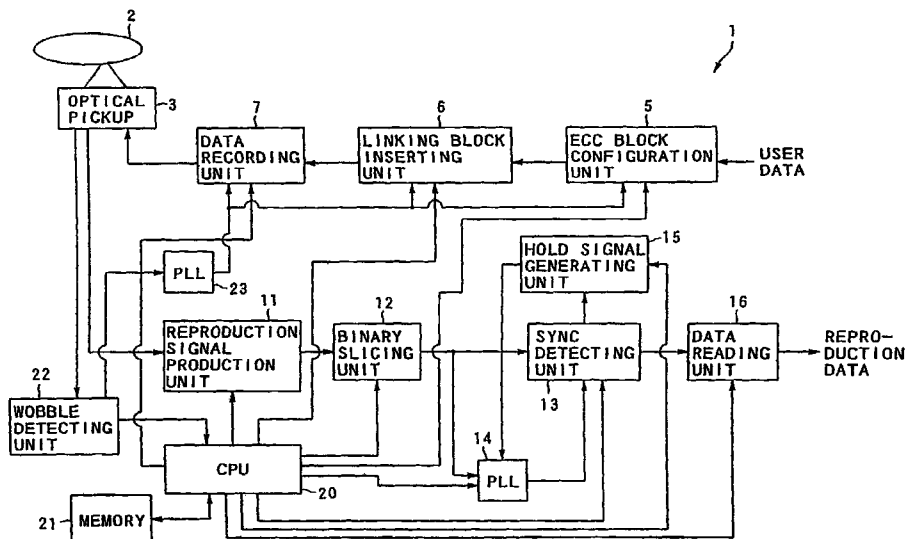 2
1
OPTICAL
PICKUP
3
7
DATA
RECORDING
UNIT
6
LINKING BLOCK
INSERTING
UNIT
5
ECC BLOCK
CONFIGURATION
UNIT
USER
DATA
PLL
23
15
HOLD SIGNAL
GENERATING
UNIT
11
REPRODUCTION
SIGNAL
PRODUCTION
UNIT
12
BINARY
SLICING
UNIT
SYNC
DETECTING
UNIT
13
16
DATA
READING
UNIT
REPRO-
DUCTION
DATA
22
WOBBLE
DETECTING
UNIT
14
PLL
CPU
20
21
MEMORY